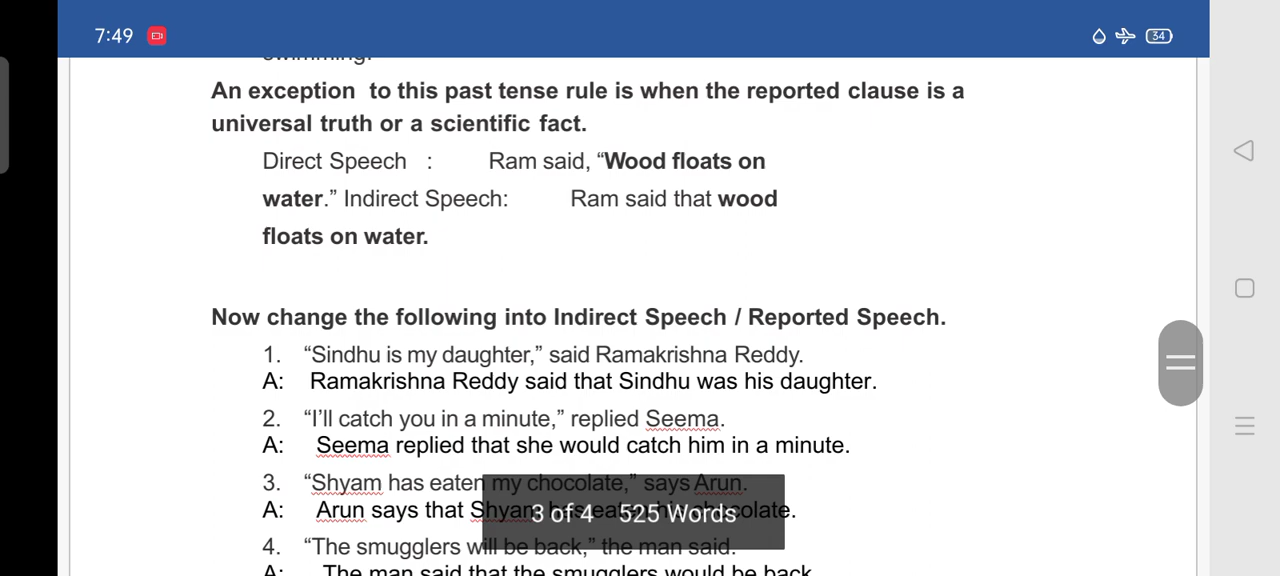 7:49
34
swimming.
An exception to this past tense rule is when the reported clause is a
universal truth or a scientific fact.
Direct Speech : Ram said, “Wood floats on
water.” Indirect Speech: Ram said that wood
floats on water.
Now change the following into Indirect Speech / Reported Speech.
1. “Sindhu is my daughter,” said Ramakrishna Reddy.
A: Ramakrishna Reddy said that Sindhu was his daughter.
2. “I’ll catch you in a minute,” replied Seema.
A: Seema replied that she would catch him in a minute.
3. “Shyam has eaten my chocolate,” says Arun.
A: Arun says that Shyam has eaten his chocolate.
3 of 4 525 Words
4. “The smugglers will be back,” the man said.
A: The man said that the smugglers would be back